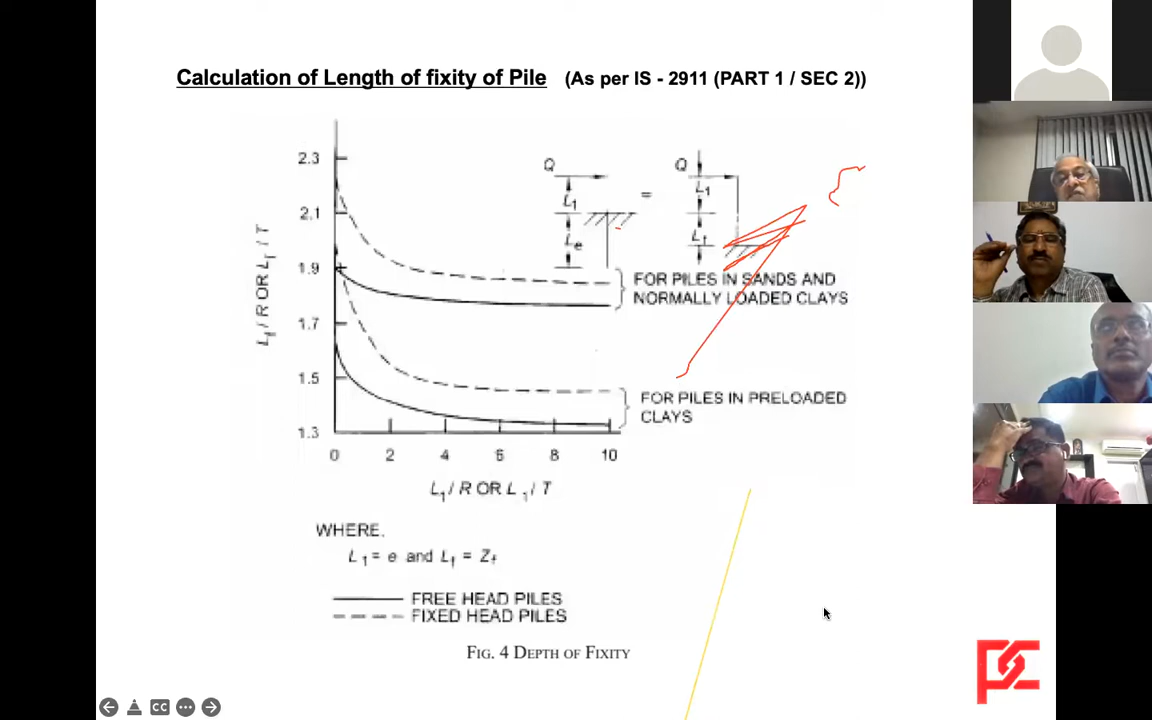 Calculation of Length of fixity of Pile (As per IS - 2911 (PART 1 / SEC 2))
2.3
2.1
1.9
1.7
1.5
1.3
Lf / R OR Lf / T
Q
L1
Le
=
Q
L1
Lf
FOR PILES IN SANDS AND
NORMALLY LOADED CLAYS
FOR PILES IN PRELOADED
CLAYS
0 2 4 6 8 10
L1 / R OR L1 / T
WHERE.
L1 = e and Lf = Zf
FREE HEAD PILES
FIXED HEAD PILES
FIG. 4 DEPTH OF FIXITY
CC